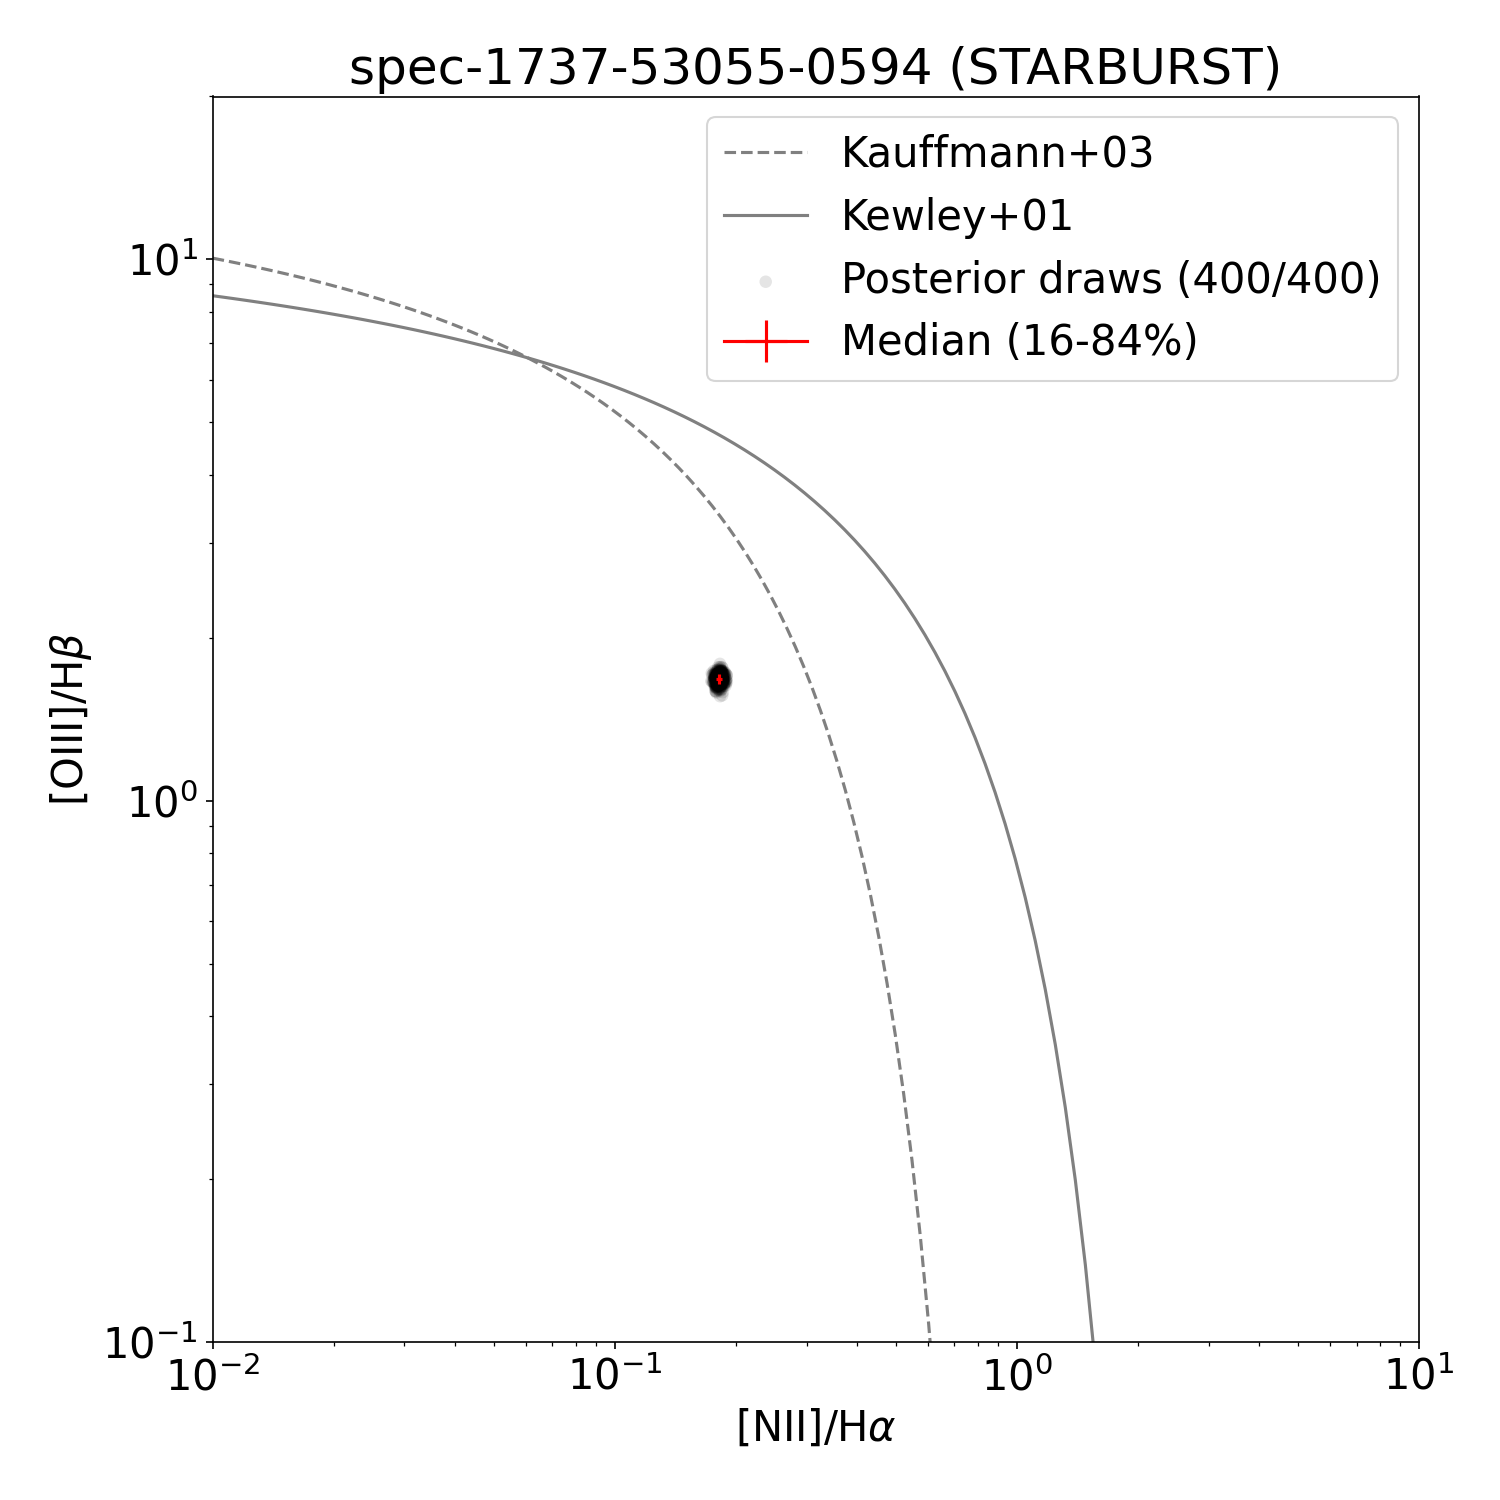 spec-1737-53055-0594 (STARBURST)
Kauffmann+03
Kewley+01
Posterior draws (400/400)
Median (16-84%)
10¹
10⁰
10⁻¹
[OIII]/Hβ
10⁻² 10⁻¹ 10⁰ 10¹
[NII]/Hα